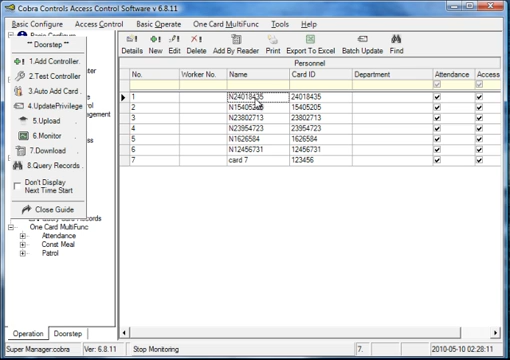 Cobra Controls Access Control Software v 6.8.11
Basic Configure Access Control Basic Operate One Card MultiFunc Tools Help
Details New Edit Delete Add By Reader Print Export To Excel Batch Update Find
** Doorstep **
1.Add Controller.
2.Test Controller
3.Auto Add Card .
4.UpdatePrivilege
5.Upload .
6.Monitor .
7.Download .
8.Query Records .
Don't Display
Next Time Start
Close Guide
One Card MultiFunc
Attendance
Const Meal
Patrol
Operation Doorstep
Personnel
No. Worker No. Name Card ID Department Attendance Access
1 N24018435 24018435
2 15405205
3 N23802713 23802713
4 N23954723 23954723
5 N1626584 1626584
6 N12456731 12456731
7 card 7 123456
Super Manager:cobra Ver: 6.8.11 Stop Monitoring 7. 2010-05-10 02:28:11